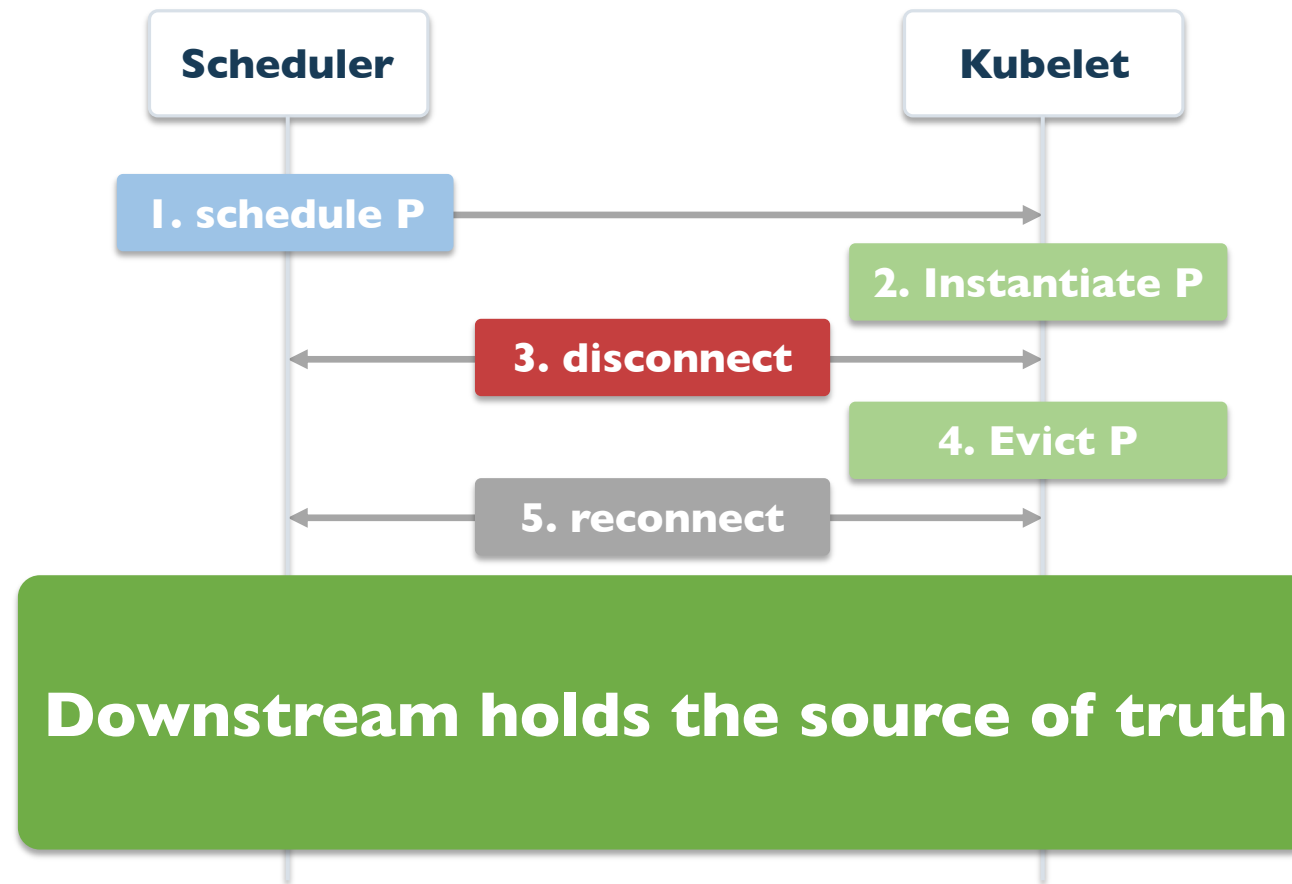 Scheduler
Kubelet
1. schedule P
2. Instantiate P
3. disconnect
4. Evict P
5. reconnect
Downstream holds the source of truth